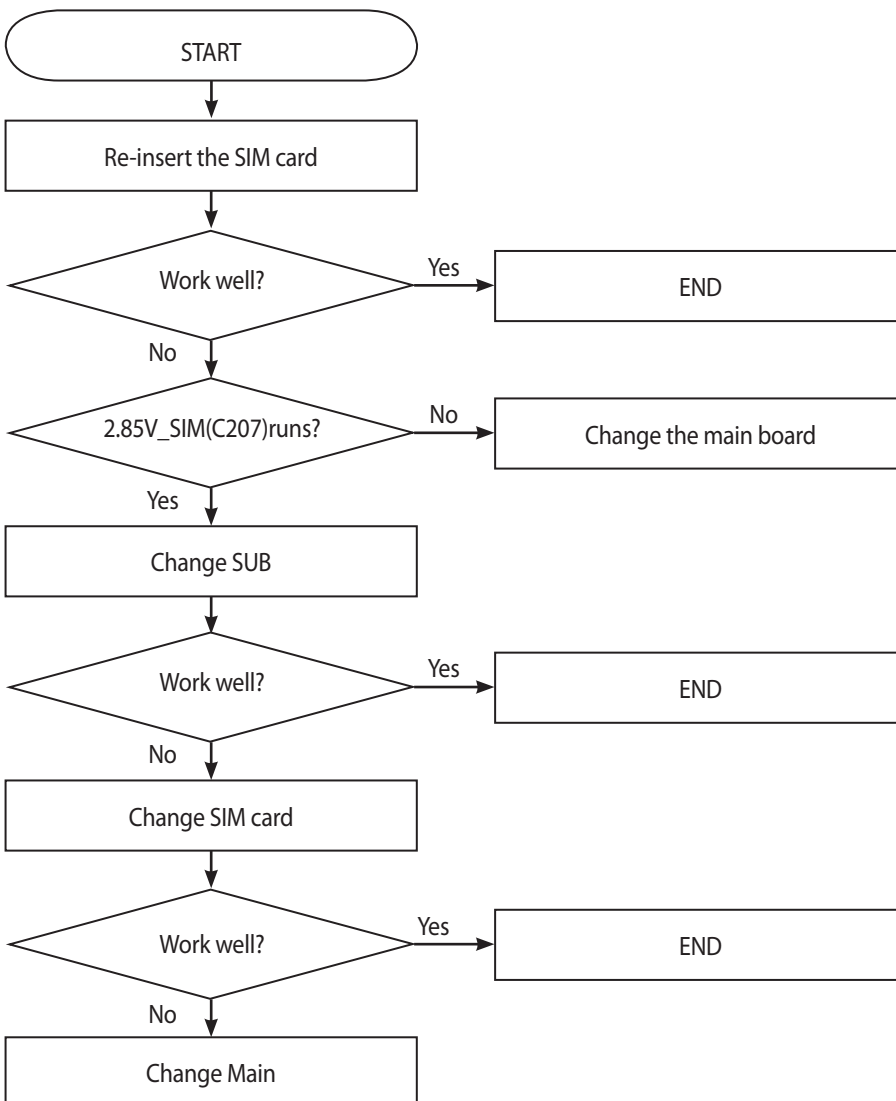 START
Re-insert the SIM card
Work well?
Yes
END
No
2.85V_SIM(C207)runs?
No
Change the main board
Yes
Change SUB
Work well?
Yes
END
No
Change SIM card
Work well?
Yes
END
No
Change Main